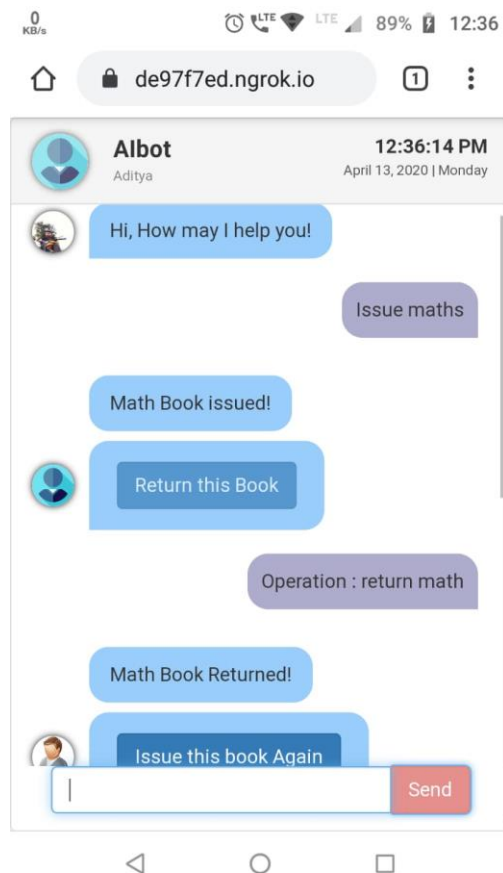 0
KB/s
LTE LTE 89% 12:36
de97f7ed.ngrok.io 1
AIbot 12:36:14 PM
Aditya April 13, 2020 | Monday
Hi, How may I help you!
Issue maths
Math Book issued!
Return this Book
Operation : return math
Math Book Returned!
Issue this book Again
Send